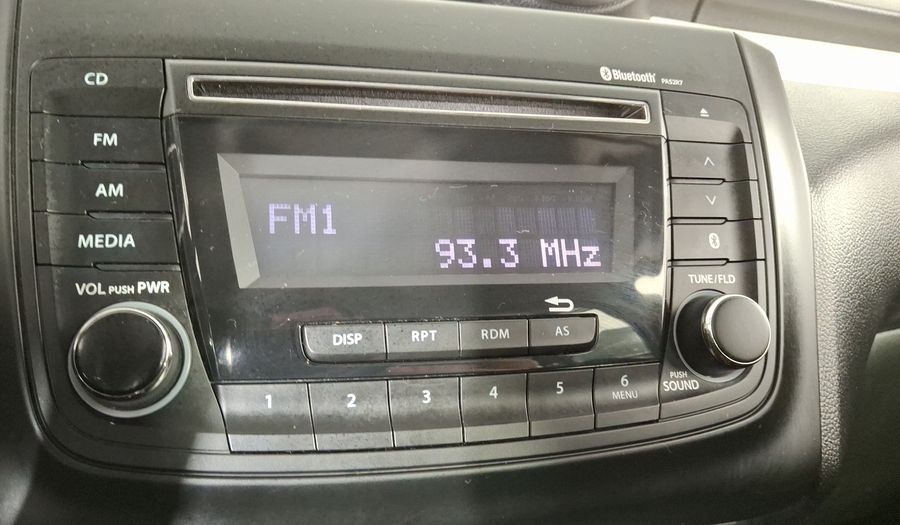 Bluetooth PA52R7
CD
FM
AM
MEDIA
VOL PUSH PWR
FM1
93.3 MHz
TUNE/FLD
DISP RPT RDM AS
1 2 3 4 5 6
MENU
PUSH
SOUND